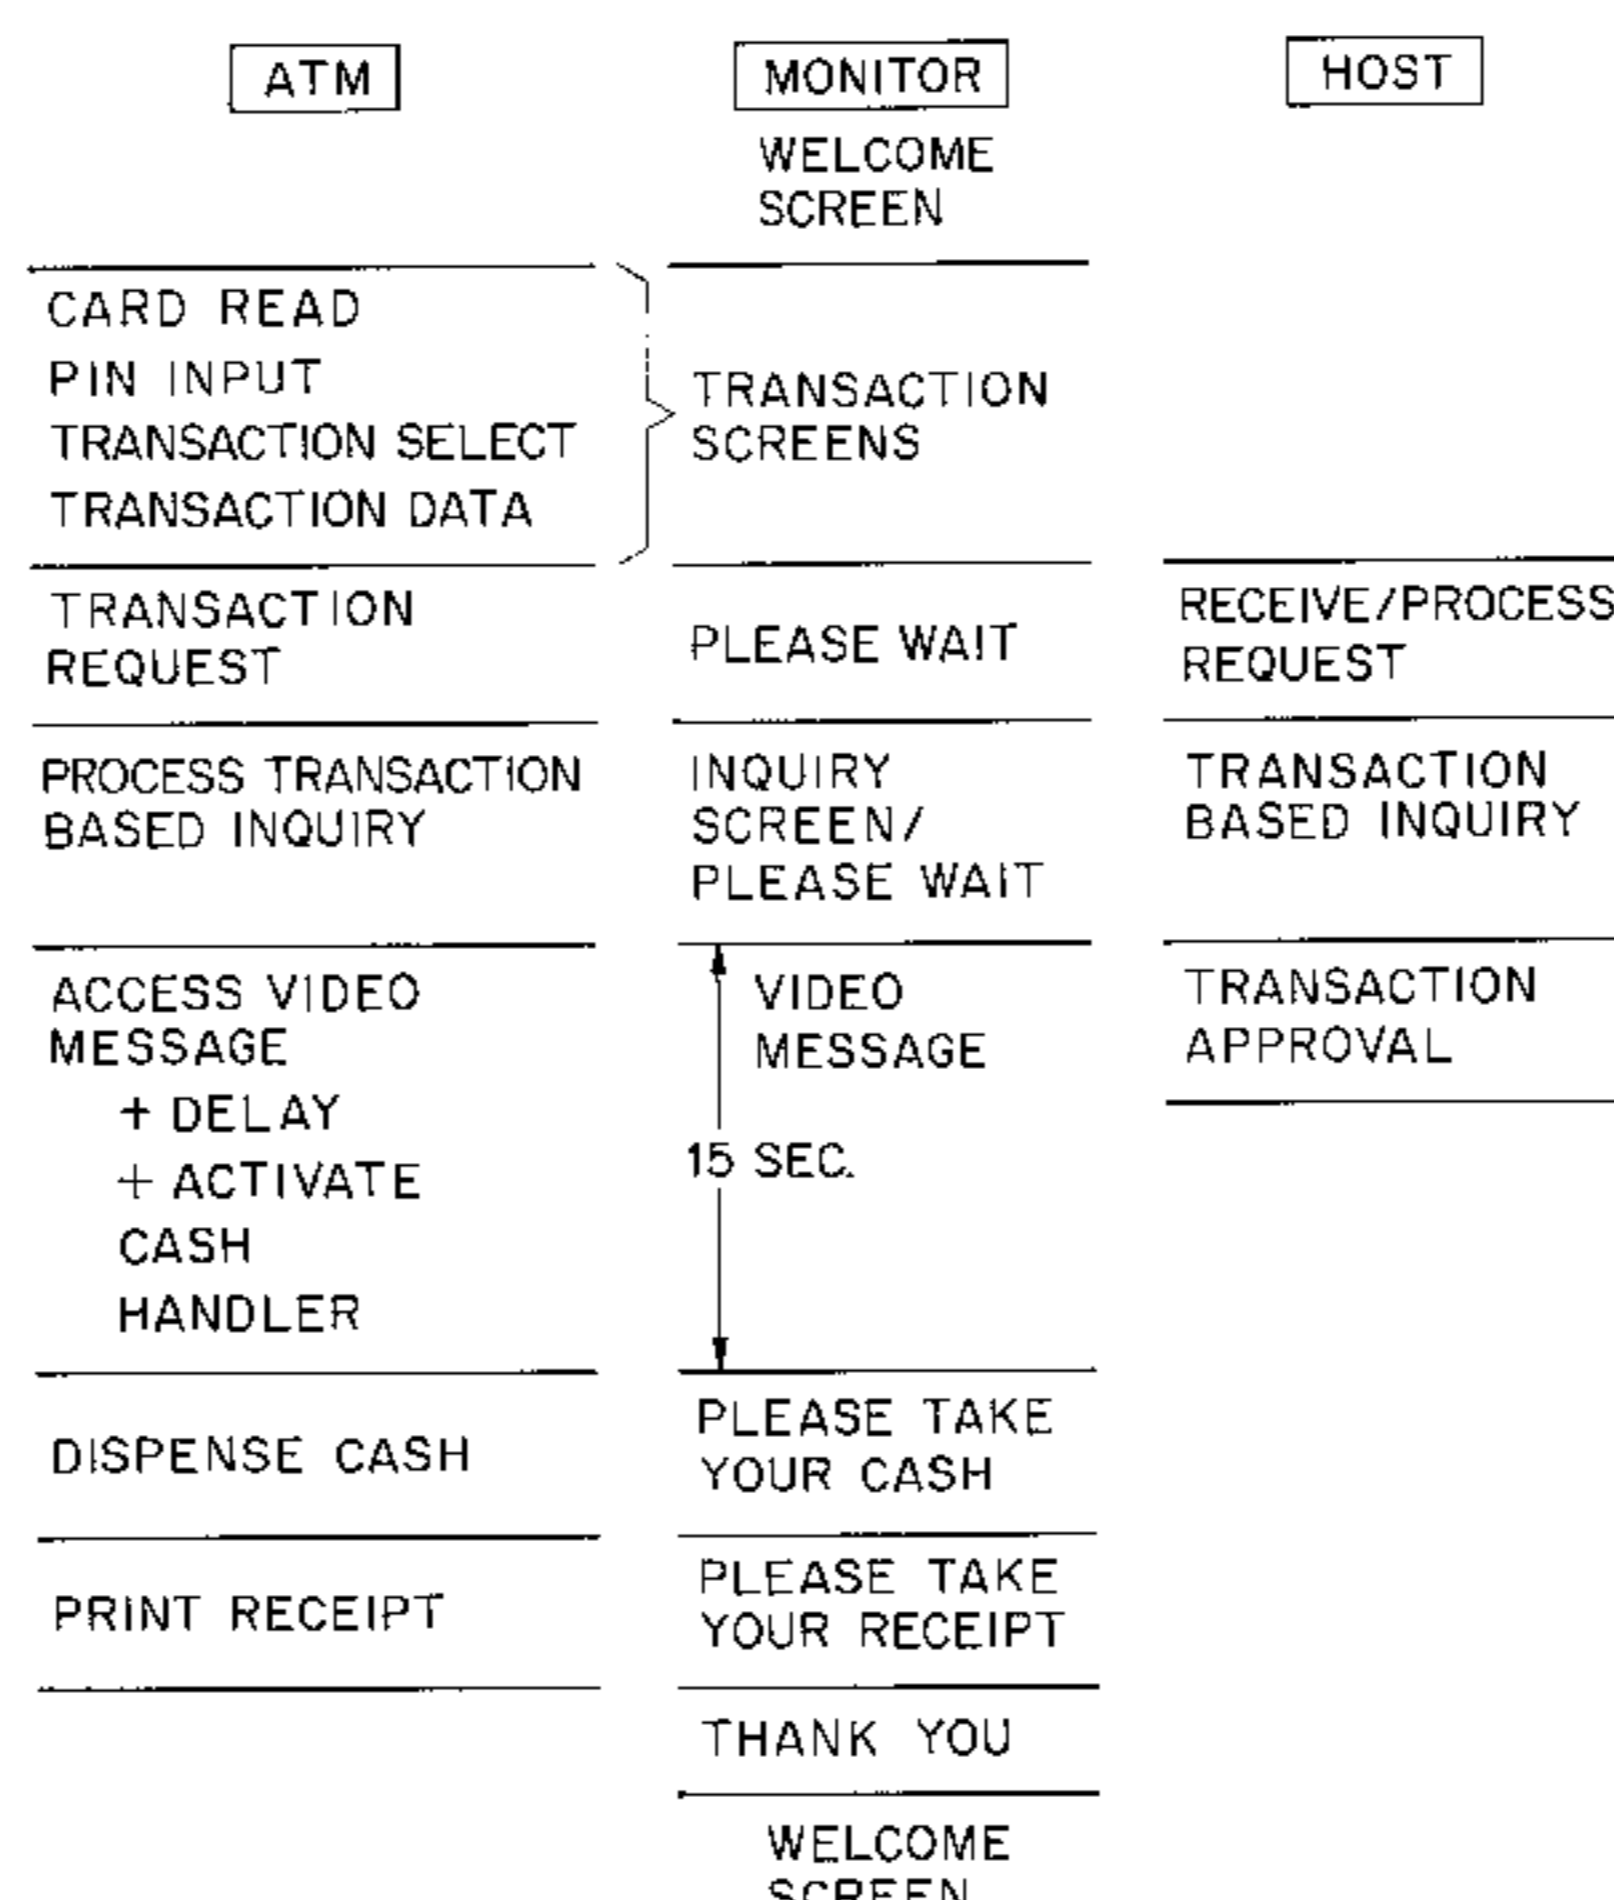 ATM
MONITOR
HOST
WELCOME
SCREEN
CARD READ
PIN INPUT
TRANSACTION SELECT
TRANSACTION DATA
TRANSACTION
SCREENS
TRANSACTION
REQUEST
PLEASE WAIT
RECEIVE/PROCESS
REQUEST
PROCESS TRANSACTION
BASED INQUIRY
INQUIRY
SCREEN/
PLEASE WAIT
TRANSACTION
BASED INQUIRY
ACCESS VIDEO
MESSAGE
+ DELAY
+ ACTIVATE
CASH
HANDLER
VIDEO
MESSAGE
15 SEC.
TRANSACTION
APPROVAL
DISPENSE CASH
PLEASE TAKE
YOUR CASH
PRINT RECEIPT
PLEASE TAKE
YOUR RECEIPT
THANK YOU
WELCOME
SCREEN